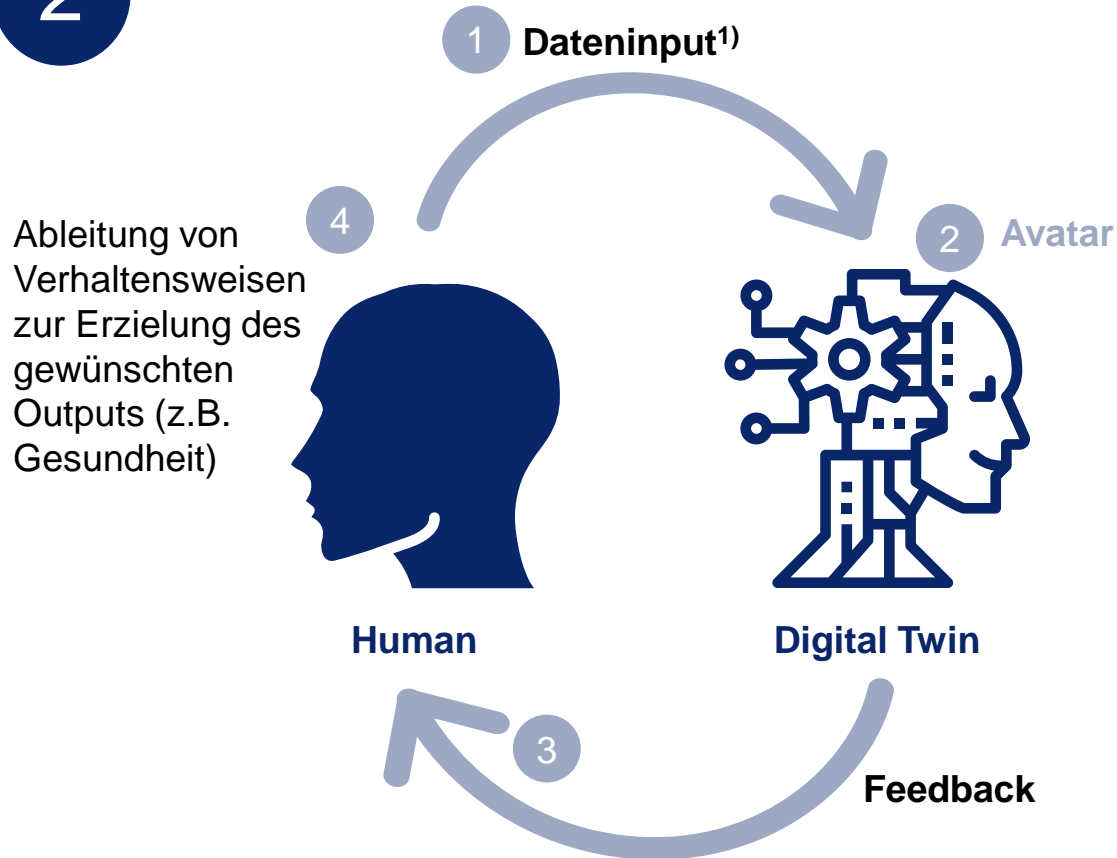 2
1 Dateninput¹⁾
4
Ableitung von
Verhaltensweisen
zur Erzielung des
gewünschten
Outputs (z.B.
Gesundheit)
2 Avatar
Human
Digital Twin
3
Feedback